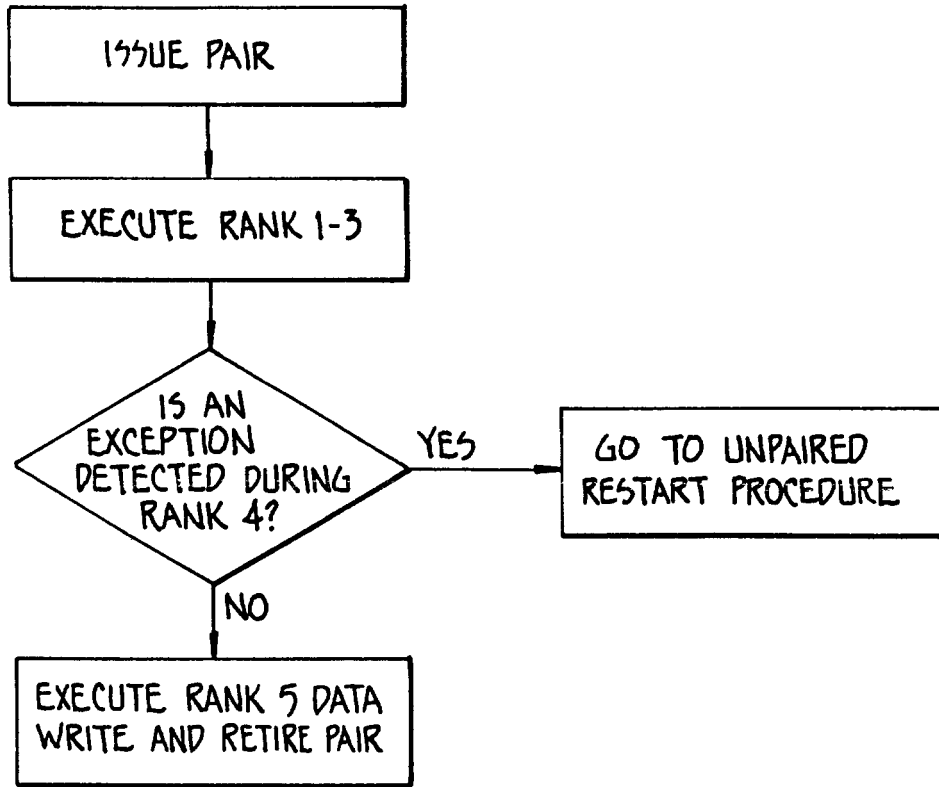 ISSUE PAIR
EXECUTE RANK 1-3
IS AN
EXCEPTION
DETECTED DURING
RANK 4?
YES
GO TO UNPAIRED
RESTART PROCEDURE
NO
EXECUTE RANK 5 DATA
WRITE AND RETIRE PAIR